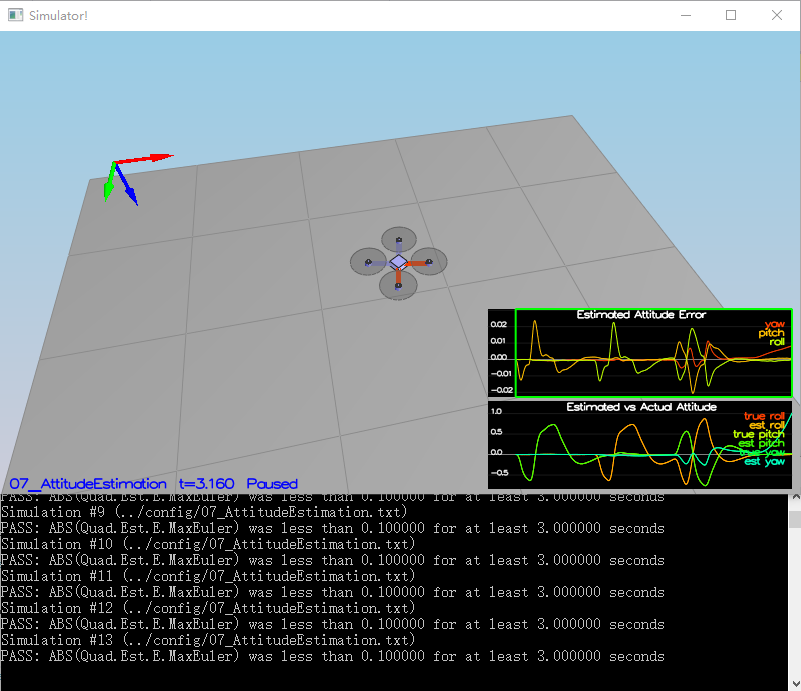 Simulator!
Estimated Attitude Error
0.02
0.01
0.00
-0.01
-0.02
yaw
pitch
roll
Estimated vs Actual Attitude
1.0
0.5
0.0
-0.5
true roll
est roll
true pitch
est pitch
true yaw
est yaw
07_AttitudeEstimation t=3.160 Paused
PASS: ABS(Quad.Est.E.MaxEuler) was less than 0.100000 for at least 3.000000 seconds
Simulation #9 (../config/07_AttitudeEstimation.txt)
PASS: ABS(Quad.Est.E.MaxEuler) was less than 0.100000 for at least 3.000000 seconds
Simulation #10 (../config/07_AttitudeEstimation.txt)
PASS: ABS(Quad.Est.E.MaxEuler) was less than 0.100000 for at least 3.000000 seconds
Simulation #11 (../config/07_AttitudeEstimation.txt)
PASS: ABS(Quad.Est.E.MaxEuler) was less than 0.100000 for at least 3.000000 seconds
Simulation #12 (../config/07_AttitudeEstimation.txt)
PASS: ABS(Quad.Est.E.MaxEuler) was less than 0.100000 for at least 3.000000 seconds
Simulation #13 (../config/07_AttitudeEstimation.txt)
PASS: ABS(Quad.Est.E.MaxEuler) was less than 0.100000 for at least 3.000000 seconds